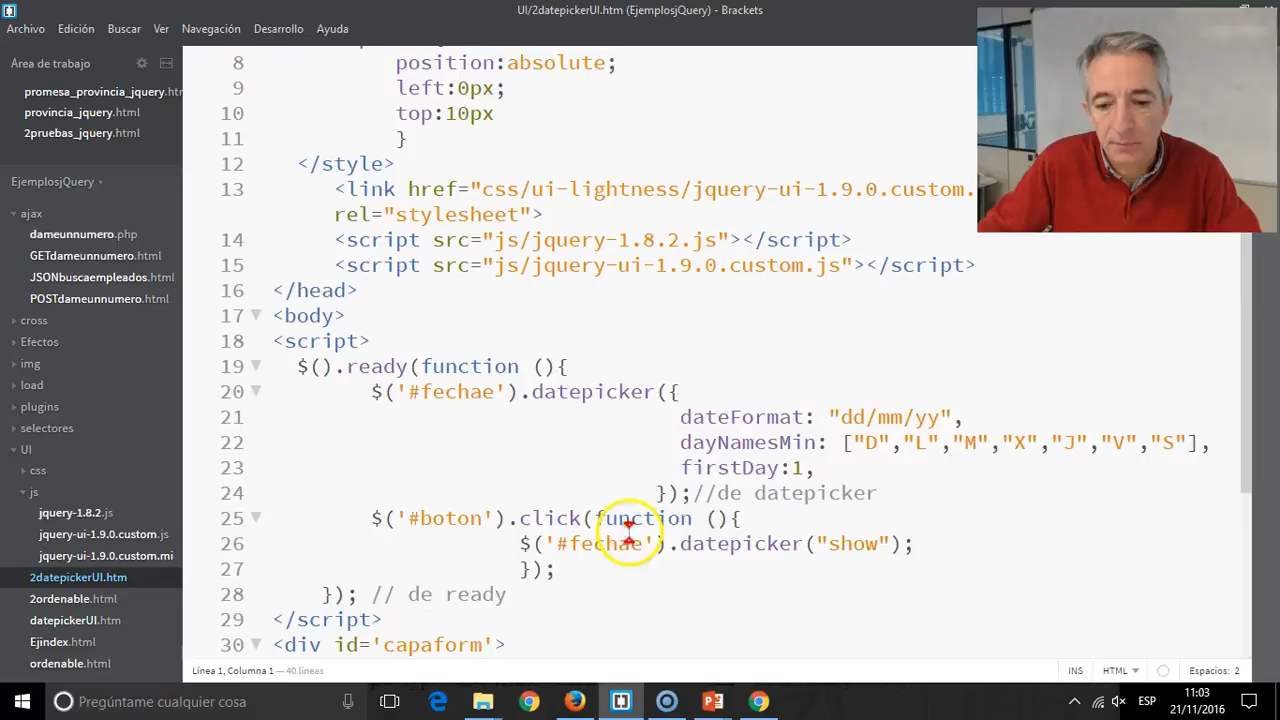 UI/2datepickerUI.htm (EjemplosjQuery) - Brackets
Archivo Edición Buscar Ver Navegación Desarrollo Ayuda
Area de trabajo
promesa_provincia_jquery.htm
provincia_jquery.html
2pruebas_jquery.html
EjemplosjQuery
ajax
dameunnumero.php
GETdameunnumero.html
JSONbuscaempleados.html
POSTdameunnumero.html
cross
Efectos
img
load
plugins
selectores
UI
css
js
jquery-1.8.2.js
jquery-ui-1.9.0.custom.js
jquery-ui-1.9.0.custom.mi
2datepickerUI.htm
2ordenable.html
datepickerUI.htm
Ejindex.html
ordenable.html
8 position:absolute;
9 left:0px;
10 top:10px
11 }
12 </style>
13 <link href="css/ui-lightness/jquery-ui-1.9.0.custom.
rel="stylesheet">
14 <script src="js/jquery-1.8.2.js"></script>
15 <script src="js/jquery-ui-1.9.0.custom.js"></script>
16 </head>
17 <body>
18 <script>
19 $().ready(function (){
20 $('#fechae').datepicker({
21 dateFormat: "dd/mm/yy",
22 dayNamesMin: ["D","L","M","X","J","V","S"],
23 firstDay:1,
24 });//de datepicker
25 $('#boton').click(function (){
26 $('#fechae').datepicker("show");
27 });
28 }); // de ready
29 </script>
30 <div id='capaform'>
Línea 1, Columna 1 — 40 líneas
INS HTML Espacios: 2
Pregúntame cualquier cosa
ESP
11:03
21/11/2016